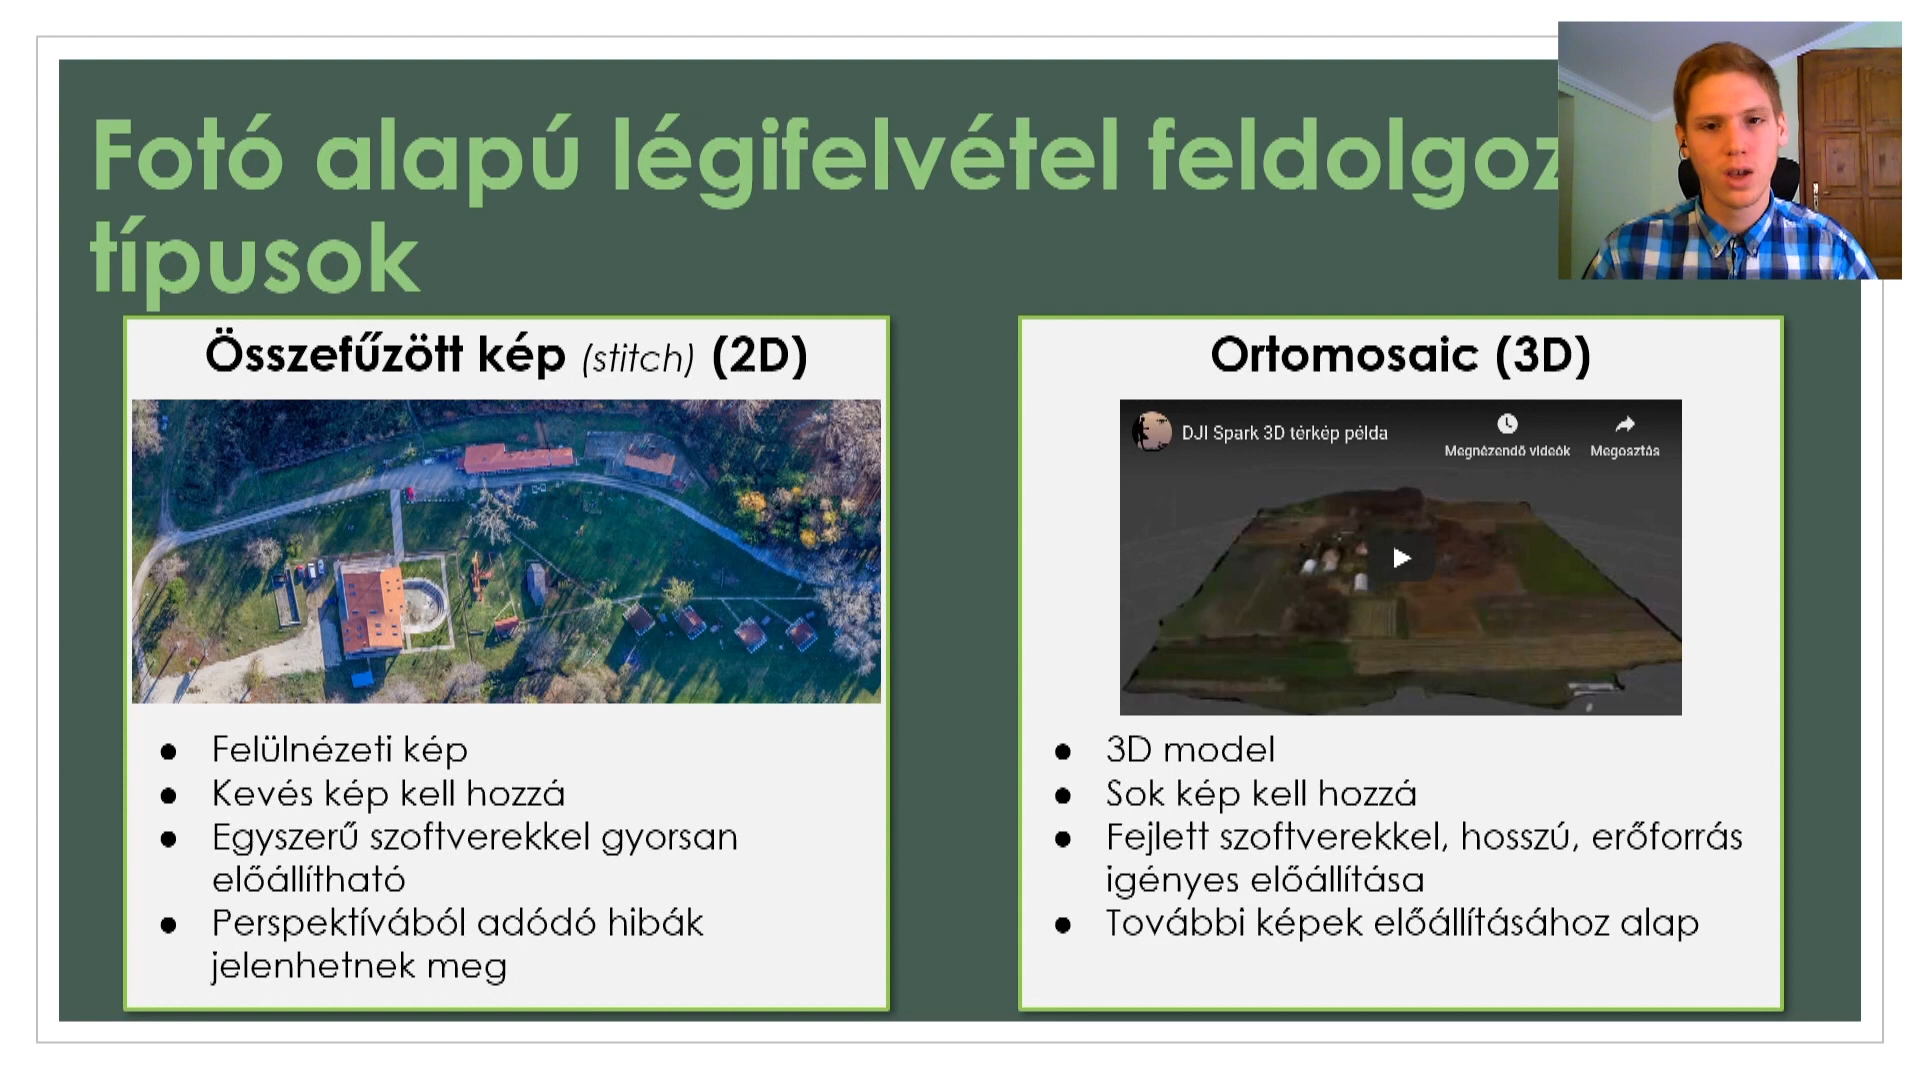 Fotó alapú légifelvétel feldolgoz
típusok
Összefűzött kép (stitch) (2D)
Felülnézeti kép
Kevés kép kell hozzá
Egyszerű szoftverekkel gyorsan
előállítható
Perspektívából adódó hibák
jelenhetnek meg
Ortomosaic (3D)
DJI Spark 3D térkép példa
Megnézendő videók
Megosztás
3D model
Sok kép kell hozzá
Fejlett szoftverekkel, hosszú, erőforrás
igényes előállítása
További képek előállításához alap